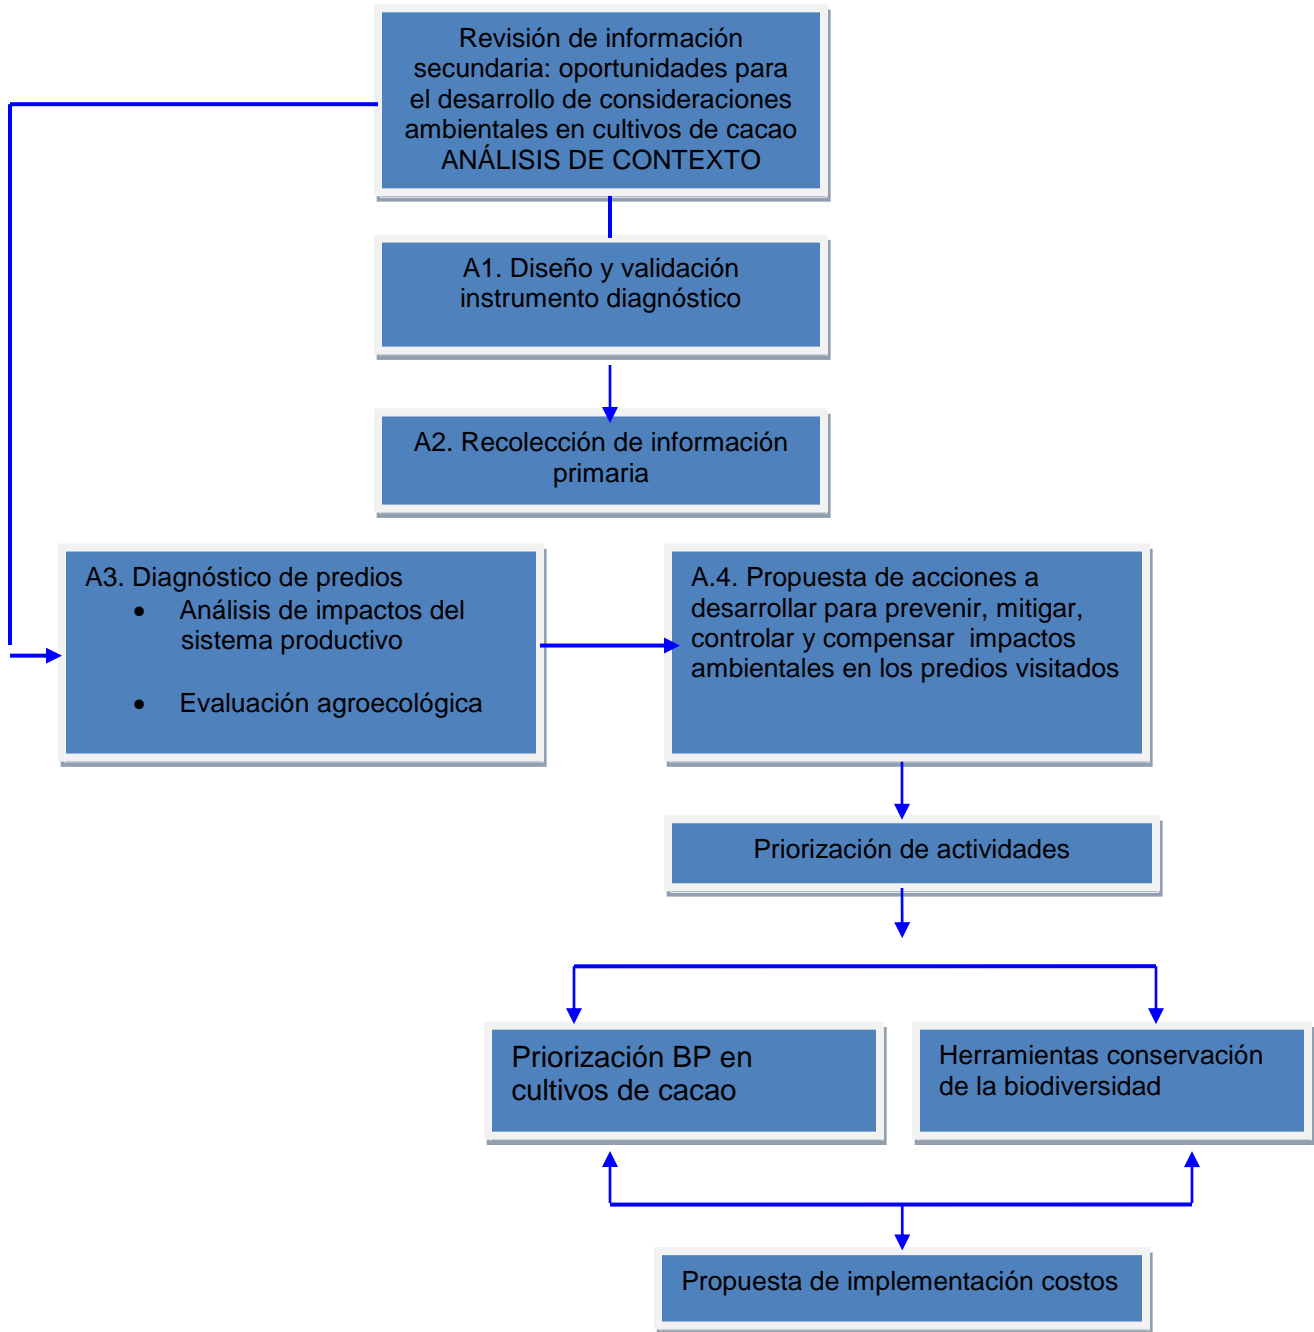 Revisión de información
secundaria: oportunidades para
el desarrollo de consideraciones
ambientales en cultivos de cacao
ANÁLISIS DE CONTEXTO
A1. Diseño y validación
instrumento diagnóstico
A2. Recolección de información
primaria
A3. Diagnóstico de predios
• Análisis de impactos del
sistema productivo
• Evaluación agroecológica
A.4. Propuesta de acciones a
desarrollar para prevenir, mitigar,
controlar y compensar  impactos
ambientales en los predios visitados
Priorización de actividades
Priorización BP en
cultivos de cacao
Herramientas conservación
de la biodiversidad
Propuesta de implementación costos